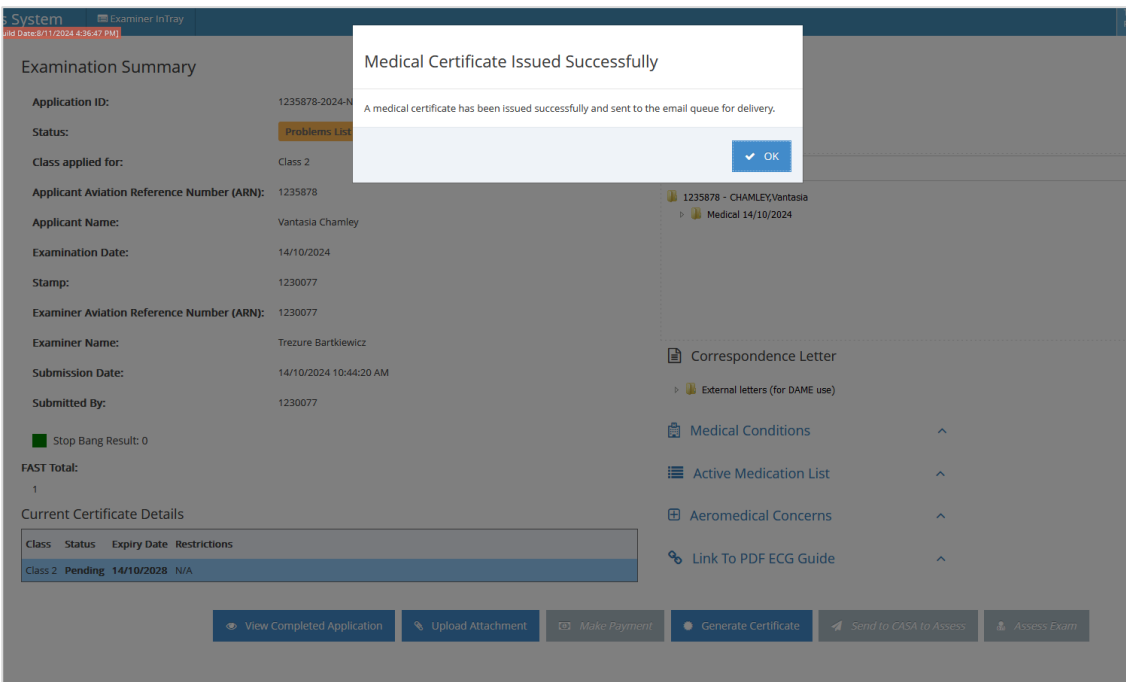 s System
Examiner InTray
uild Date:8/11/2024 4:36:47 PM]
Medical Certificate Issued Successfully
A medical certificate has been issued successfully and sent to the email queue for delivery.
OK
Examination Summary
Application ID: 1235878-2024-N
Status: Problems List
Class applied for: Class 2
Applicant Aviation Reference Number (ARN): 1235878
Applicant Name: Vantasia Chamley
Examination Date: 14/10/2024
Stamp: 1230077
Examiner Aviation Reference Number (ARN): 1230077
Examiner Name: Trezure Bartkiewicz
Submission Date: 14/10/2024 10:44:20 AM
Submitted By: 1230077
Stop Bang Result: 0
FAST Total:
1
Current Certificate Details
Class Status Expiry Date Restrictions
Class 2 Pending 14/10/2028 N/A
1235878 - CHAMLEY,Vantasia
Medical 14/10/2024
Correspondence Letter
External letters (for DAME use)
Medical Conditions
Active Medication List
Aeromedical Concerns
Link To PDF ECG Guide
View Completed Application
Upload Attachment
Make Payment
Generate Certificate
Send to CASA to Assess
Assess Exam